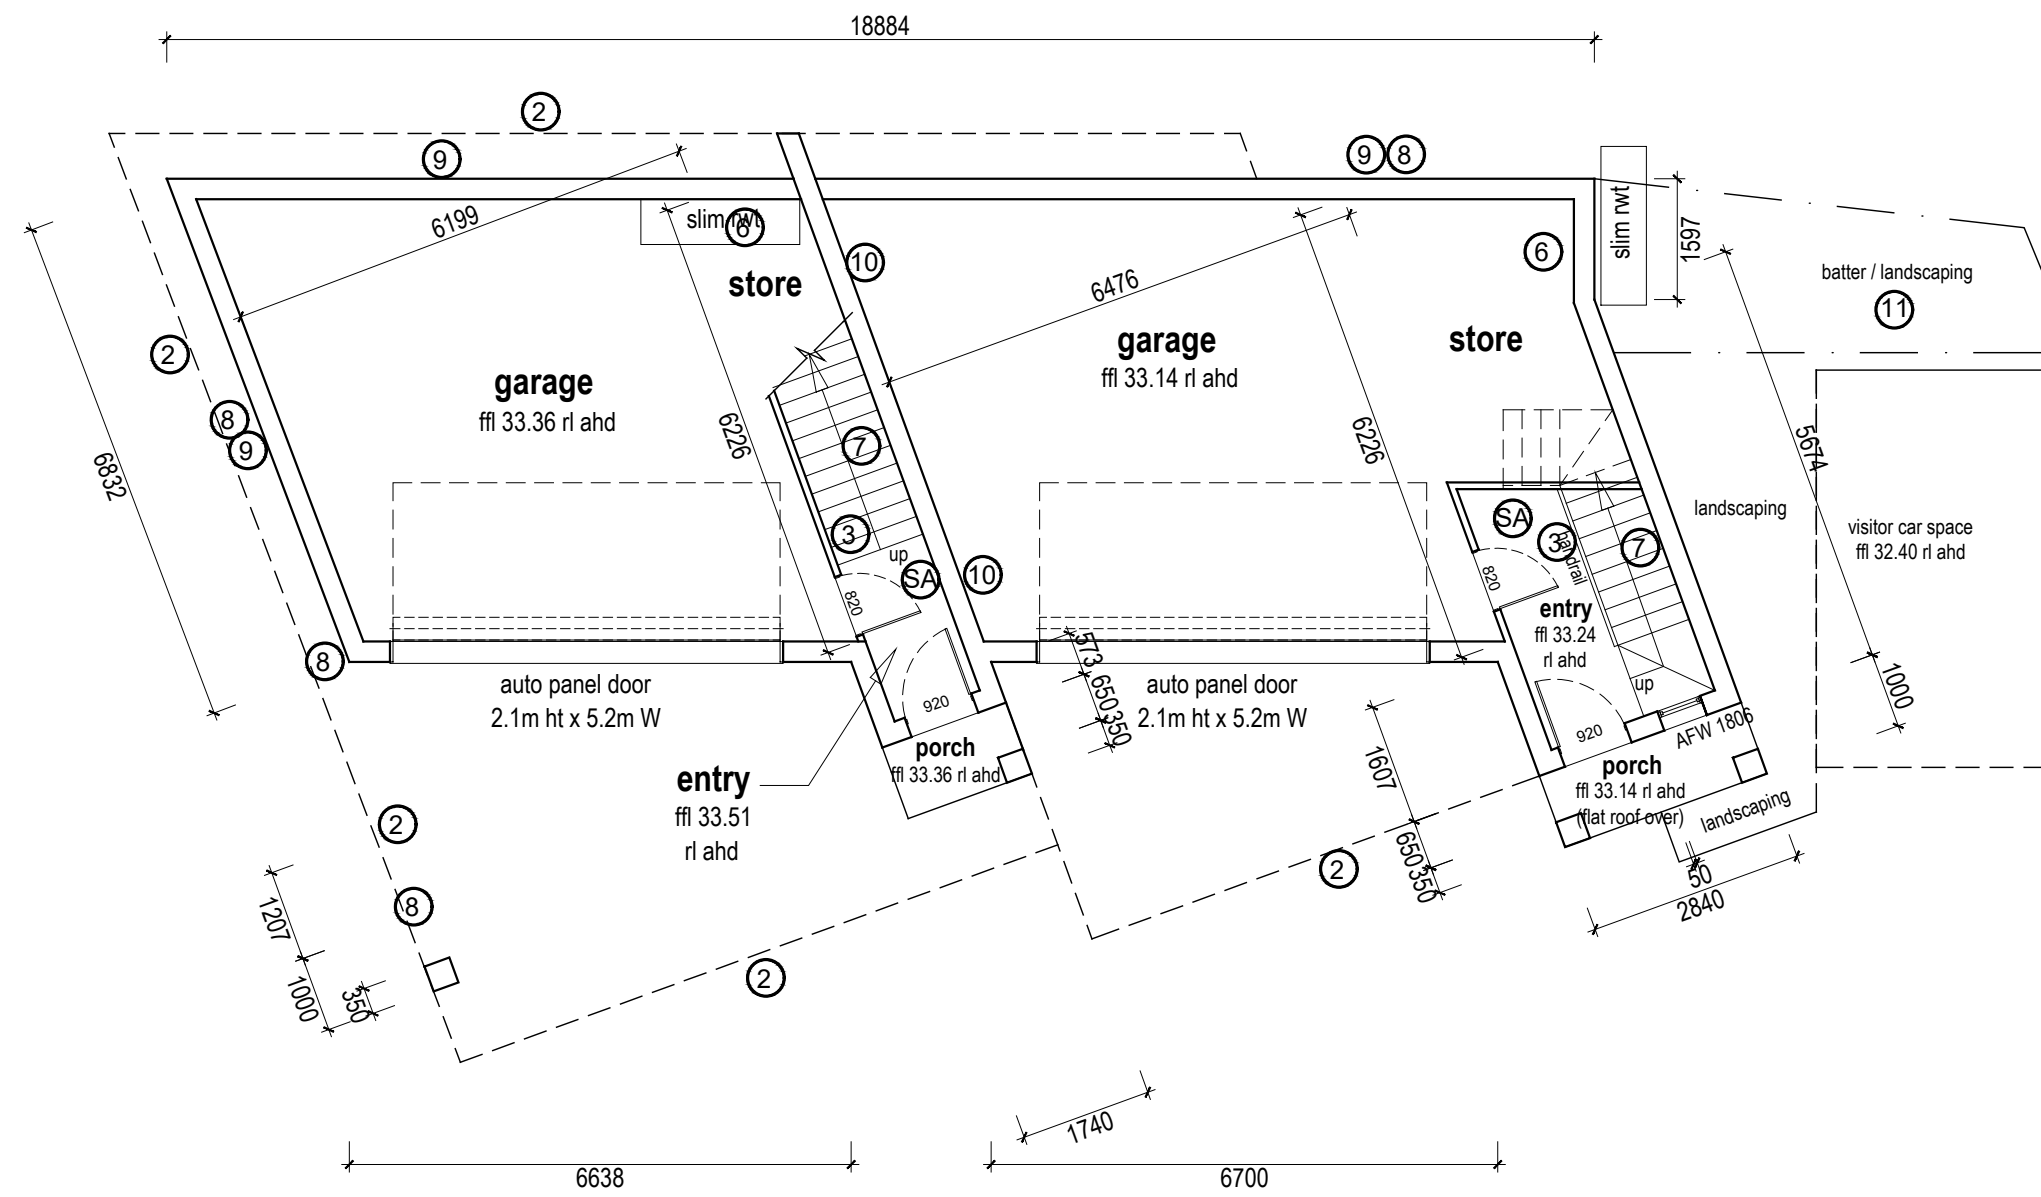 18884
2
9
9
8
6199
slim rwt
6
slim rwt
1597
store
10
6
batter / landscaping
11
6476
2
garage
ffl 33.36 rl ahd
garage
ffl 33.14 rl ahd
store
8
9
6832
6226
7
6226
5674
3
up
SA
10
SA
3
handrail
7
landscaping
visitor car space
ffl 32.40 rl ahd
820
820
entry
ffl 33.24
rl ahd
up
8
auto panel door
2.1m ht x 5.2m W
573
650
350
auto panel door
2.1m ht x 5.2m W
920
920
AFW 1806
1000
porch
ffl 33.36 rl ahd
entry
ffl 33.51
rl ahd
1607
porch
ffl 33.14 rl ahd
(flat roof over)
landscaping
2
650
350
2
50
2840
8
1207
1000
350
2
1740
6638
6700